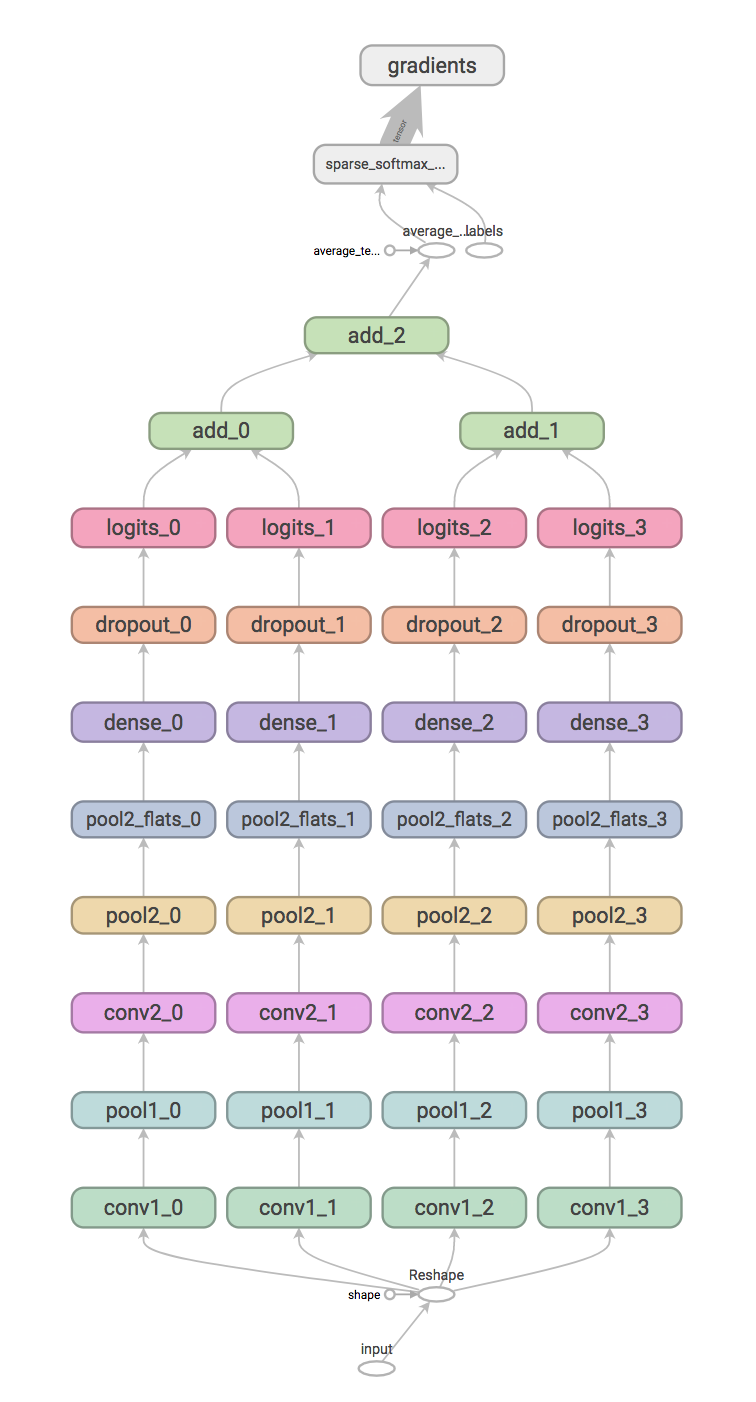 gradients
tensor
sparse_softmax_...
average_...
labels
average_te...
add_2
add_0 add_1
logits_0 logits_1 logits_2 logits_3
dropout_0 dropout_1 dropout_2 dropout_3
dense_0 dense_1 dense_2 dense_3
pool2_flats_0 pool2_flats_1 pool2_flats_2 pool2_flats_3
pool2_0 pool2_1 pool2_2 pool2_3
conv2_0 conv2_1 conv2_2 conv2_3
pool1_0 pool1_1 pool1_2 pool1_3
conv1_0 conv1_1 conv1_2 conv1_3
Reshape
shape
input